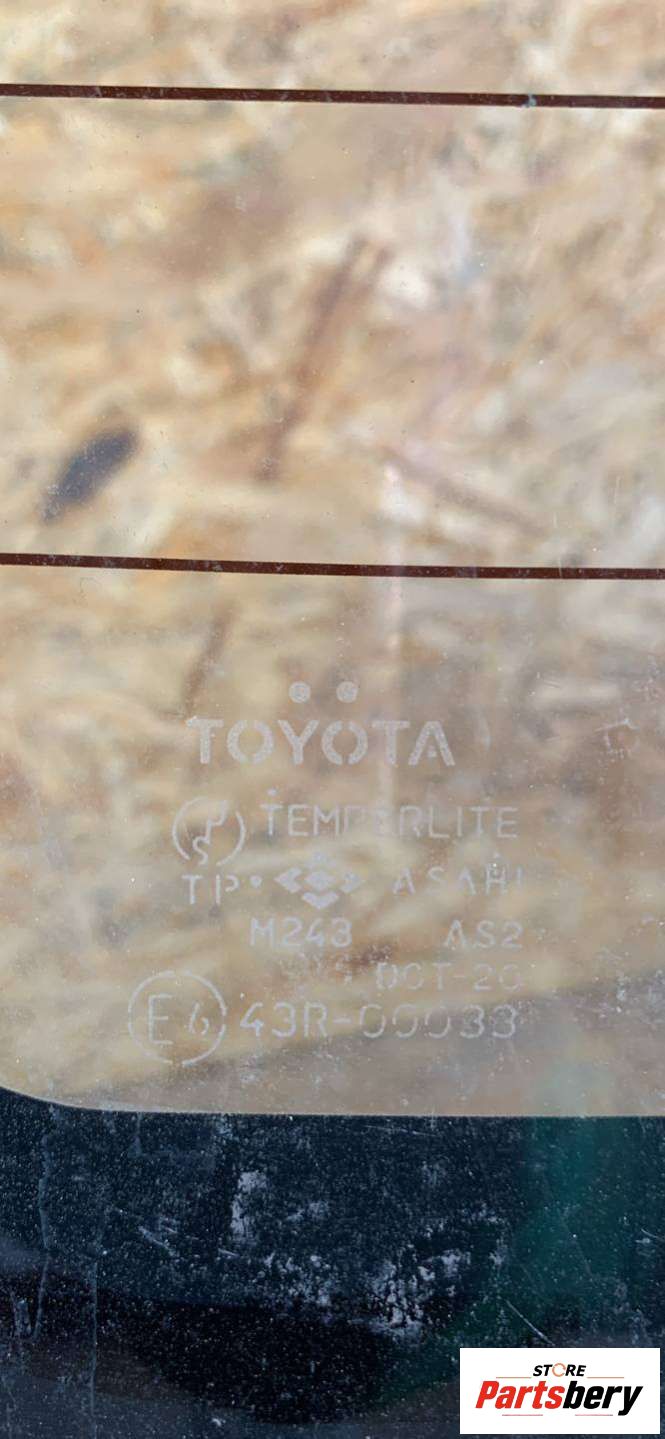 TOYOTA
TEMPERLITE
TP• ASAHI
M243 AS2
DOT-20
E6 43R-00033
STORE
Partsbery